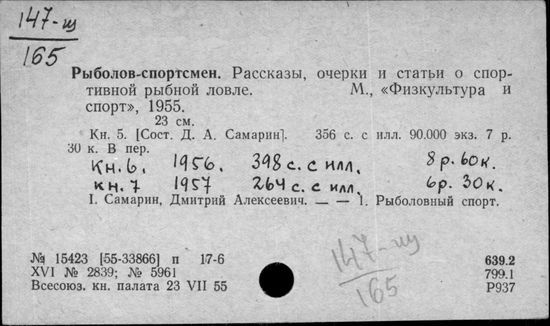 147-щ
165
Рыболов-спортсмен. Рассказы, очерки и статьи о спор-
тивной рыбной ловле. М., «Физкультура и
спорт», 1955.
23 см.
Кн. 5. [Сост. Д. А. Самарин]. 356 с. с илл. 90.000 экз. 7 р.
30 к. В пер.
Кн. 6. 1956. 398 с. с илл. 8 р. 60 к.
кн. 7 1957 264 с. с илл. 6 р. 30 к.
I. Самарин, Дмитрий Алексеевич. — — 1. Рыболовный спорт.
№ 15423 [55-33866] п 17-6
XVI № 2839; № 5961
Всесоюз. кн. палата 23 VII 55
147-щ
165
639.2
799.1
Р937